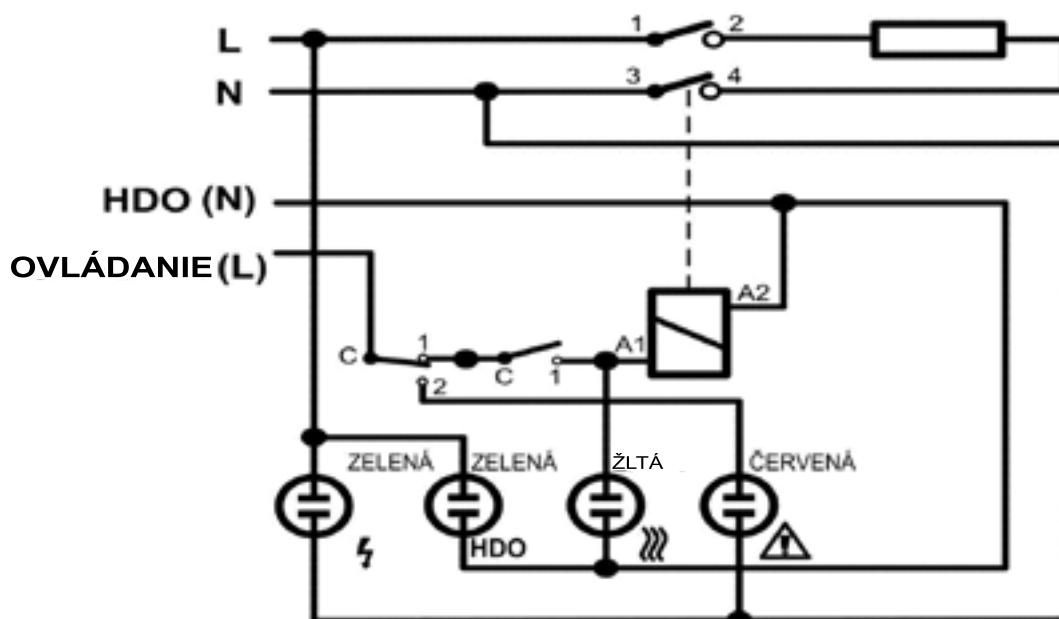 L 1 2
N 3 4
HDO (N)
OVLÁDANIE (L)
A2
A1
C 1 C 1
2
ZELENÁ ZELENÁ ŽLTÁ ČERVENÁ
HDO